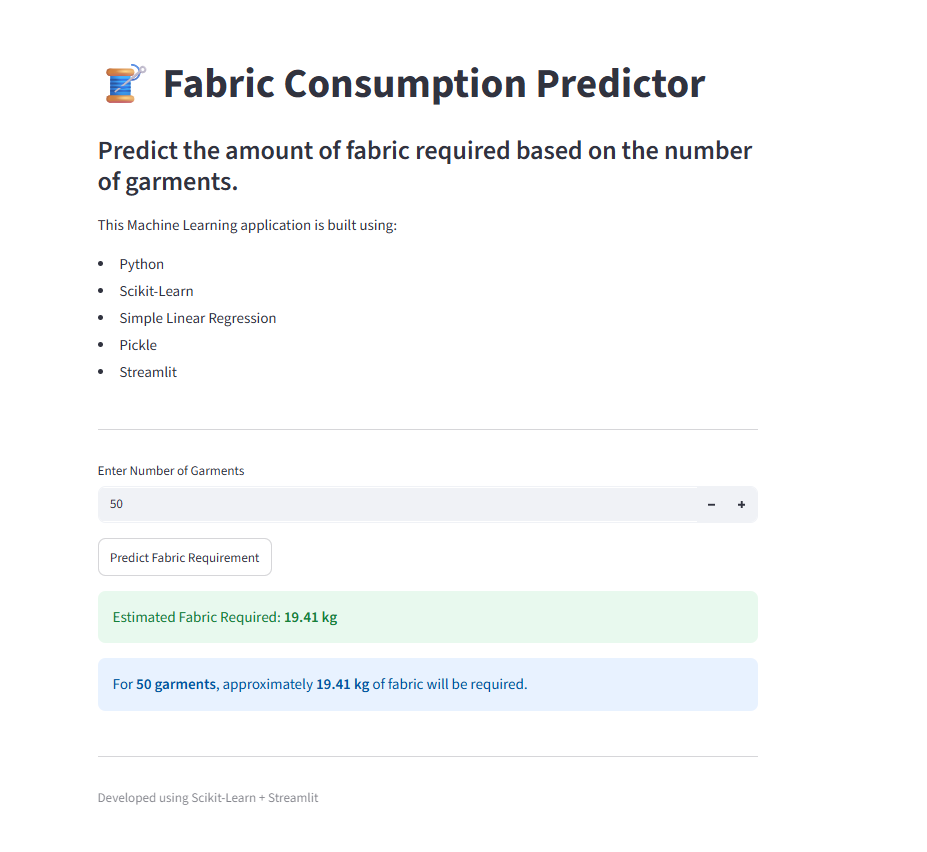 Fabric Consumption Predictor
Predict the amount of fabric required based on the number
of garments.
This Machine Learning application is built using:
Python
Scikit-Learn
Simple Linear Regression
Pickle
Streamlit
Enter Number of Garments
50
Predict Fabric Requirement
Estimated Fabric Required: 19.41 kg
For 50 garments, approximately 19.41 kg of fabric will be required.
Developed using Scikit-Learn + Streamlit